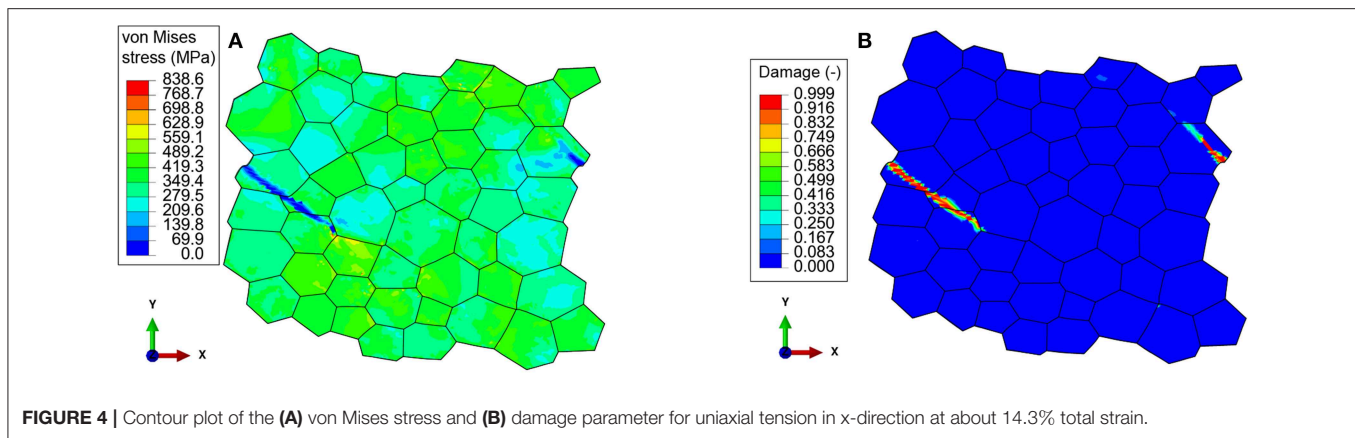 von Mises
stress (MPa)
838.6
768.7
698.8
628.9
559.1
489.2
419.3
349.4
279.5
209.6
139.8
69.9
0.0
A
Y
X
B
Damage (-)
0.999
0.916
0.832
0.749
0.666
0.583
0.499
0.416
0.333
0.250
0.167
0.083
0.000
Y
X
FIGURE 4 | Contour plot of the (A) von Mises stress and (B) damage parameter for uniaxial tension in x-direction at about 14.3% total strain.